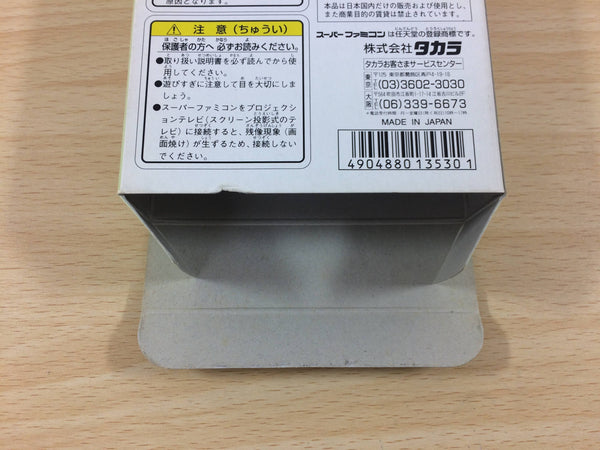 原因となります。
⚠ 注意(ちゅうい)
保護者の方へ 必ずお読みください。
●取り扱い説明書を必ず読んでから使
用してください。
●遊びすぎに注意して目を大切にしま
しょう。
●スーパーファミコンをプロジェクシ
ョンテレビ(スクリーン投影式のテ
レビ)に接続すると、残像現象(画
面焼け)が生ずるため、接続しない
でください。
本品は日本国内だけの販売および使用とし、
また商業目的の賃貸は禁止されています。
スーパーファミコン は任天堂の登録商標です。
株式会社タカラ
タカラお客さまサービスセンター
東京 〒125 東京都葛飾区高砂
(03)3602-3030
大阪
(06)339-6673
MADE IN JAPAN
4904880135301